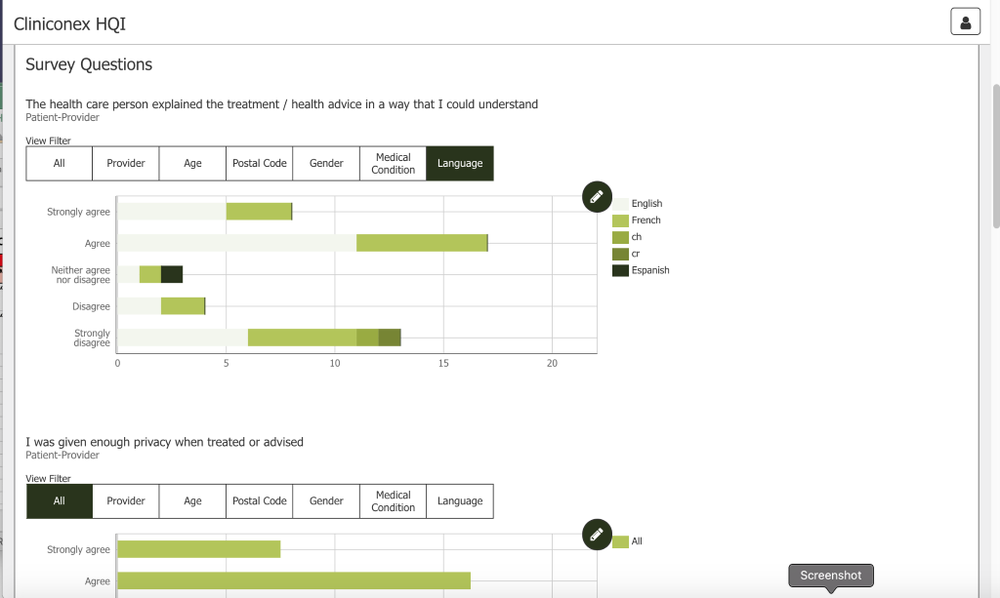 Cliniconex HQI
Survey Questions
The health care person explained the treatment / health advice in a way that I could understand
Patient-Provider
View Filter
All
Provider
Age
Postal Code
Gender
Medical
Condition
Language
Strongly agree
Agree
Neither agree
nor disagree
Disagree
Strongly
disagree
0
5
10
15
20
English
French
ch
cr
Espanish
I was given enough privacy when treated or advised
Patient-Provider
View Filter
All
Provider
Age
Postal Code
Gender
Medical
Condition
Language
Strongly agree
Agree
All
Screenshot